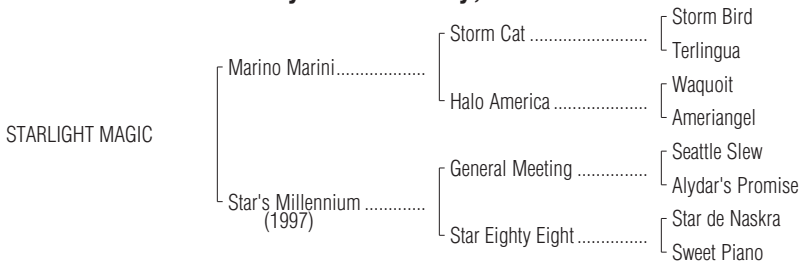 Storm Bird
Storm Cat ........................
Terlingua
Marino Marini...................
Waquoit
Halo America ...................
Ameriangel
STARLIGHT MAGIC
Seattle Slew
General Meeting ..............
Alydar's Promise
Star's Millennium .............
(1997)
Star de Naskra
Star Eighty Eight...............
Sweet Piano